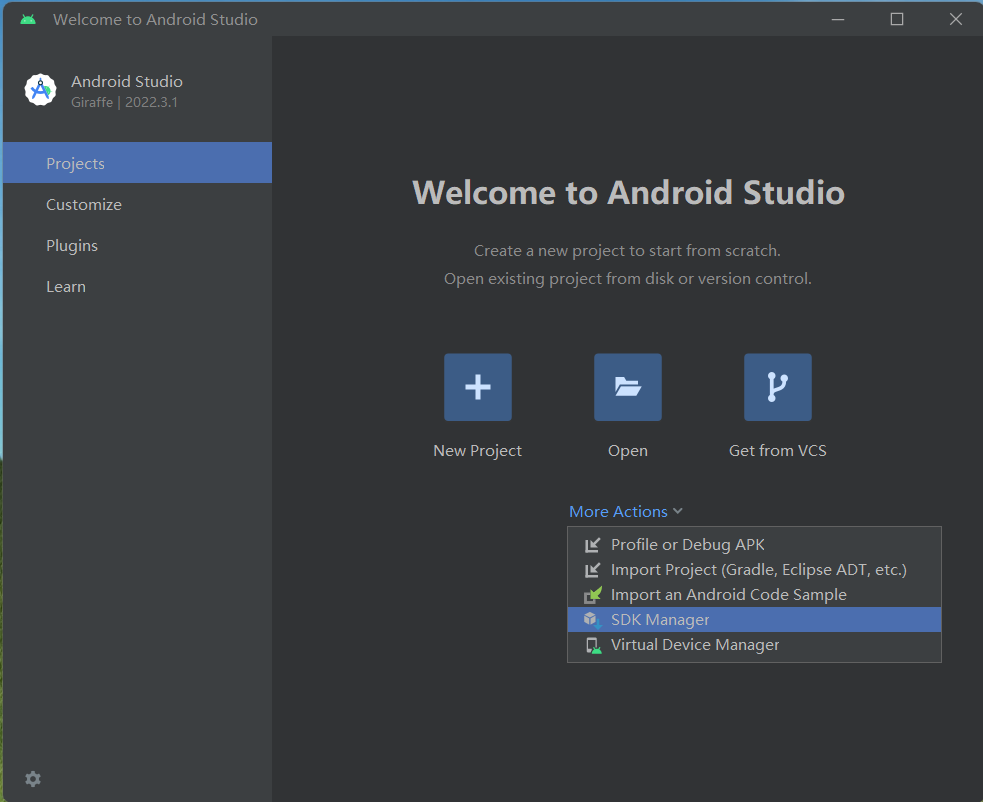 Welcome to Android Studio
Android Studio
Giraffe | 2022.3.1
Projects
Customize
Plugins
Learn
Welcome to Android Studio
Create a new project to start from scratch.
Open existing project from disk or version control.
New Project
Open
Get from VCS
More Actions
Profile or Debug APK
Import Project (Gradle, Eclipse ADT, etc.)
Import an Android Code Sample
SDK Manager
Virtual Device Manager